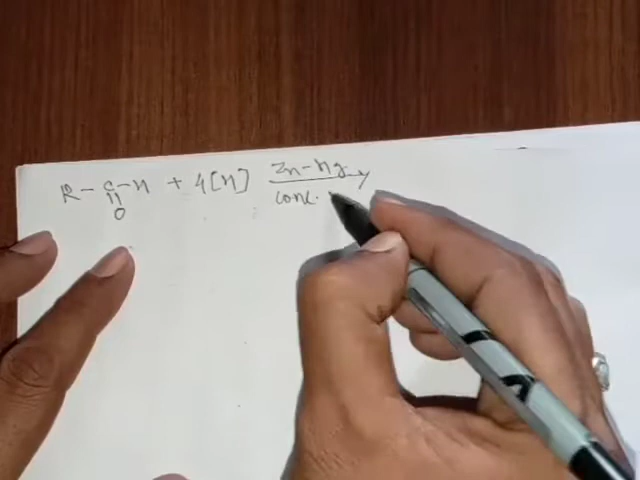 Zn-Hg
R-C-H + 4[H] →
conc.
||
O